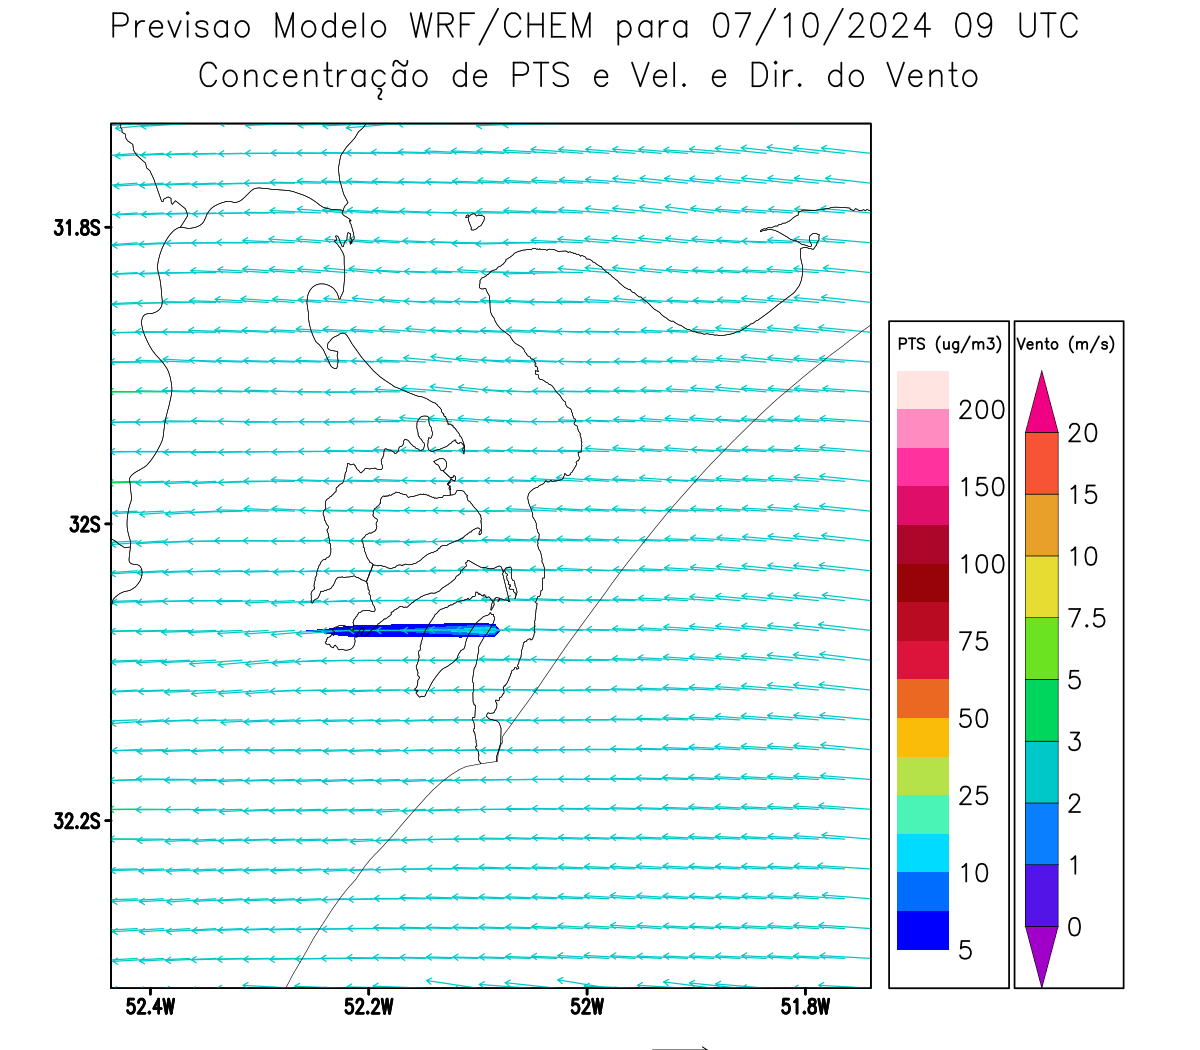 Previsao Modelo WRF/CHEM para 07/10/2024 09 UTC
Concentração de PTS e Vel. e Dir. do Vento
31.8S
32S
32.2S
52.4W 52.2W 52W 51.8W
PTS (ug/m3)
200
150
100
75
50
25
10
5
Vento (m/s)
20
15
10
7.5
5
3
2
1
0